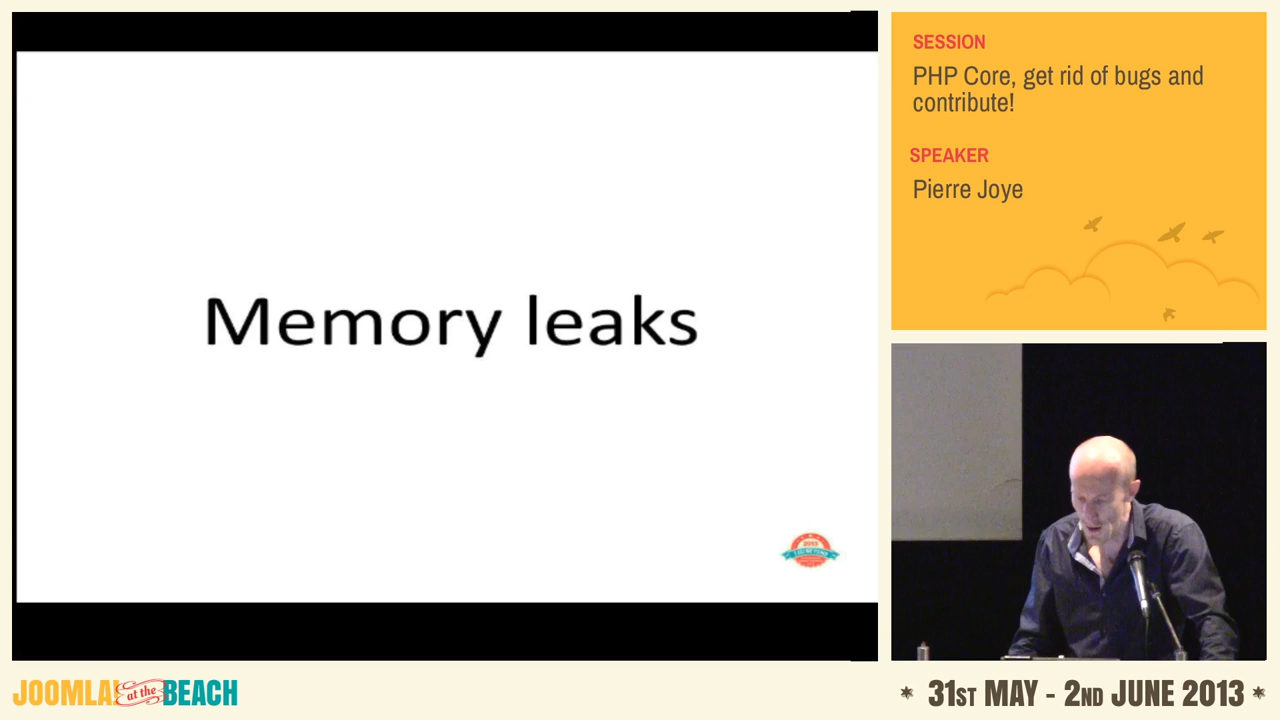 Memory leaks
2013
SESSION
PHP Core, get rid of bugs and
contribute!
SPEAKER
Pierre Joye
JOOMLA! at the BEACH
* 31ST MAY - 2ND JUNE 2013 *